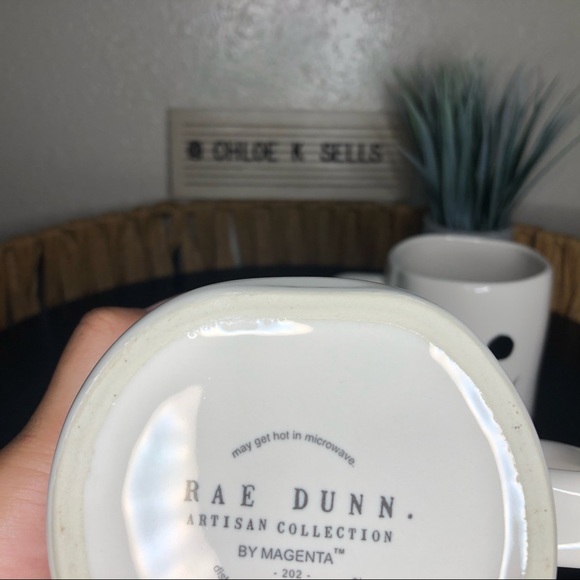 @ CHLOE K SELLS
may get hot in microwave.
RAE DUNN.
ARTISAN COLLECTION
BY MAGENTA™
- 202 -